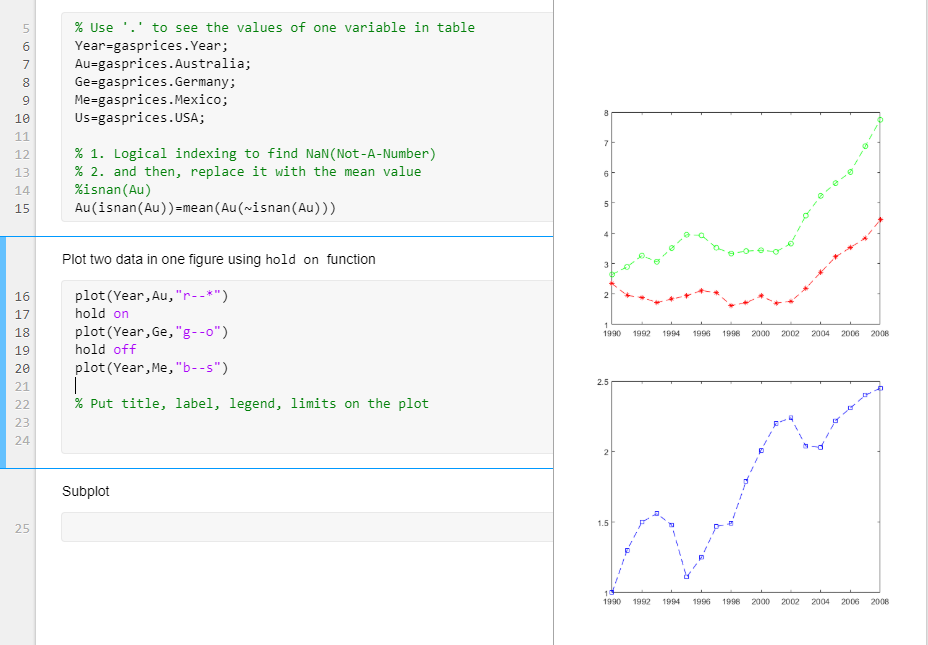 5 % Use '.' to see the values of one variable in table
6 Year=gasprices.Year;
7 Au=gasprices.Australia;
8 Ge=gasprices.Germany;
9 Me=gasprices.Mexico;
10 Us=gasprices.USA;
11
12 % 1. Logical indexing to find NaN(Not-A-Number)
13 % 2. and then, replace it with the mean value
14 %isnan(Au)
15 Au(isnan(Au))=mean(Au(~isnan(Au)))
Plot two data in one figure using hold on function
16 plot(Year,Au,"r--*")
17 hold on
18 plot(Year,Ge,"g--o")
19 hold off
20 plot(Year,Me,"b--s")
21
22 % Put title, label, legend, limits on the plot
23
24
Subplot
25
8
7
6
5
4
3
2
1
1990 1992 1994 1996 1998 2000 2002 2004 2006 2008
2.5
2
1.5
1
1990 1992 1994 1996 1998 2000 2002 2004 2006 2008